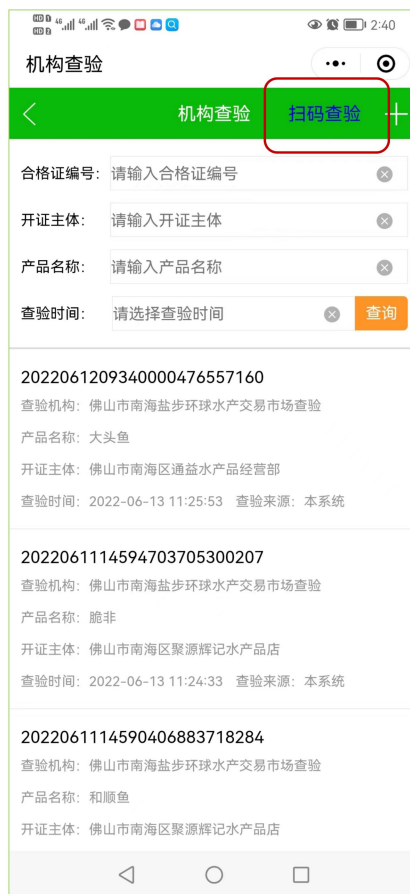 HD D 4G 4G 2:40
HD D
机构查验
机构查验 扫码查验
合格证编号: 请输入合格证编号
开证主体: 请输入开证主体
产品名称: 请输入产品名称
查验时间: 请选择查验时间 查询
2022061209340000476557160
查验机构: 佛山市南海盐步环球水产交易市场查验
产品名称: 大头鱼
开证主体: 佛山市南海区通益水产品经营部
查验时间: 2022-06-13 11:25:53 查验来源: 本系统
2022061114594703705300207
查验机构: 佛山市南海盐步环球水产交易市场查验
产品名称: 脆非
开证主体: 佛山市南海区聚源辉记水产品店
查验时间: 2022-06-13 11:24:33 查验来源: 本系统
2022061114590406883718284
查验机构: 佛山市南海盐步环球水产交易市场查验
产品名称: 和顺鱼
开证主体: 佛山市南海区聚源辉记水产品店